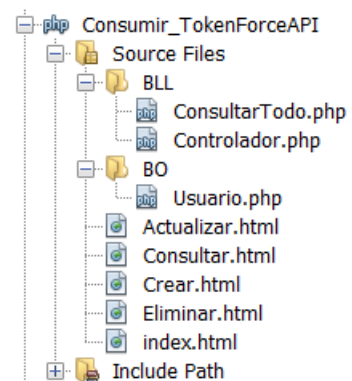 Consumir_TokenForceAPI
Source Files
BLL
ConsultarTodo.php
Controlador.php
BO
Usuario.php
Actualizar.html
Consultar.html
Crear.html
Eliminar.html
index.html
Include Path